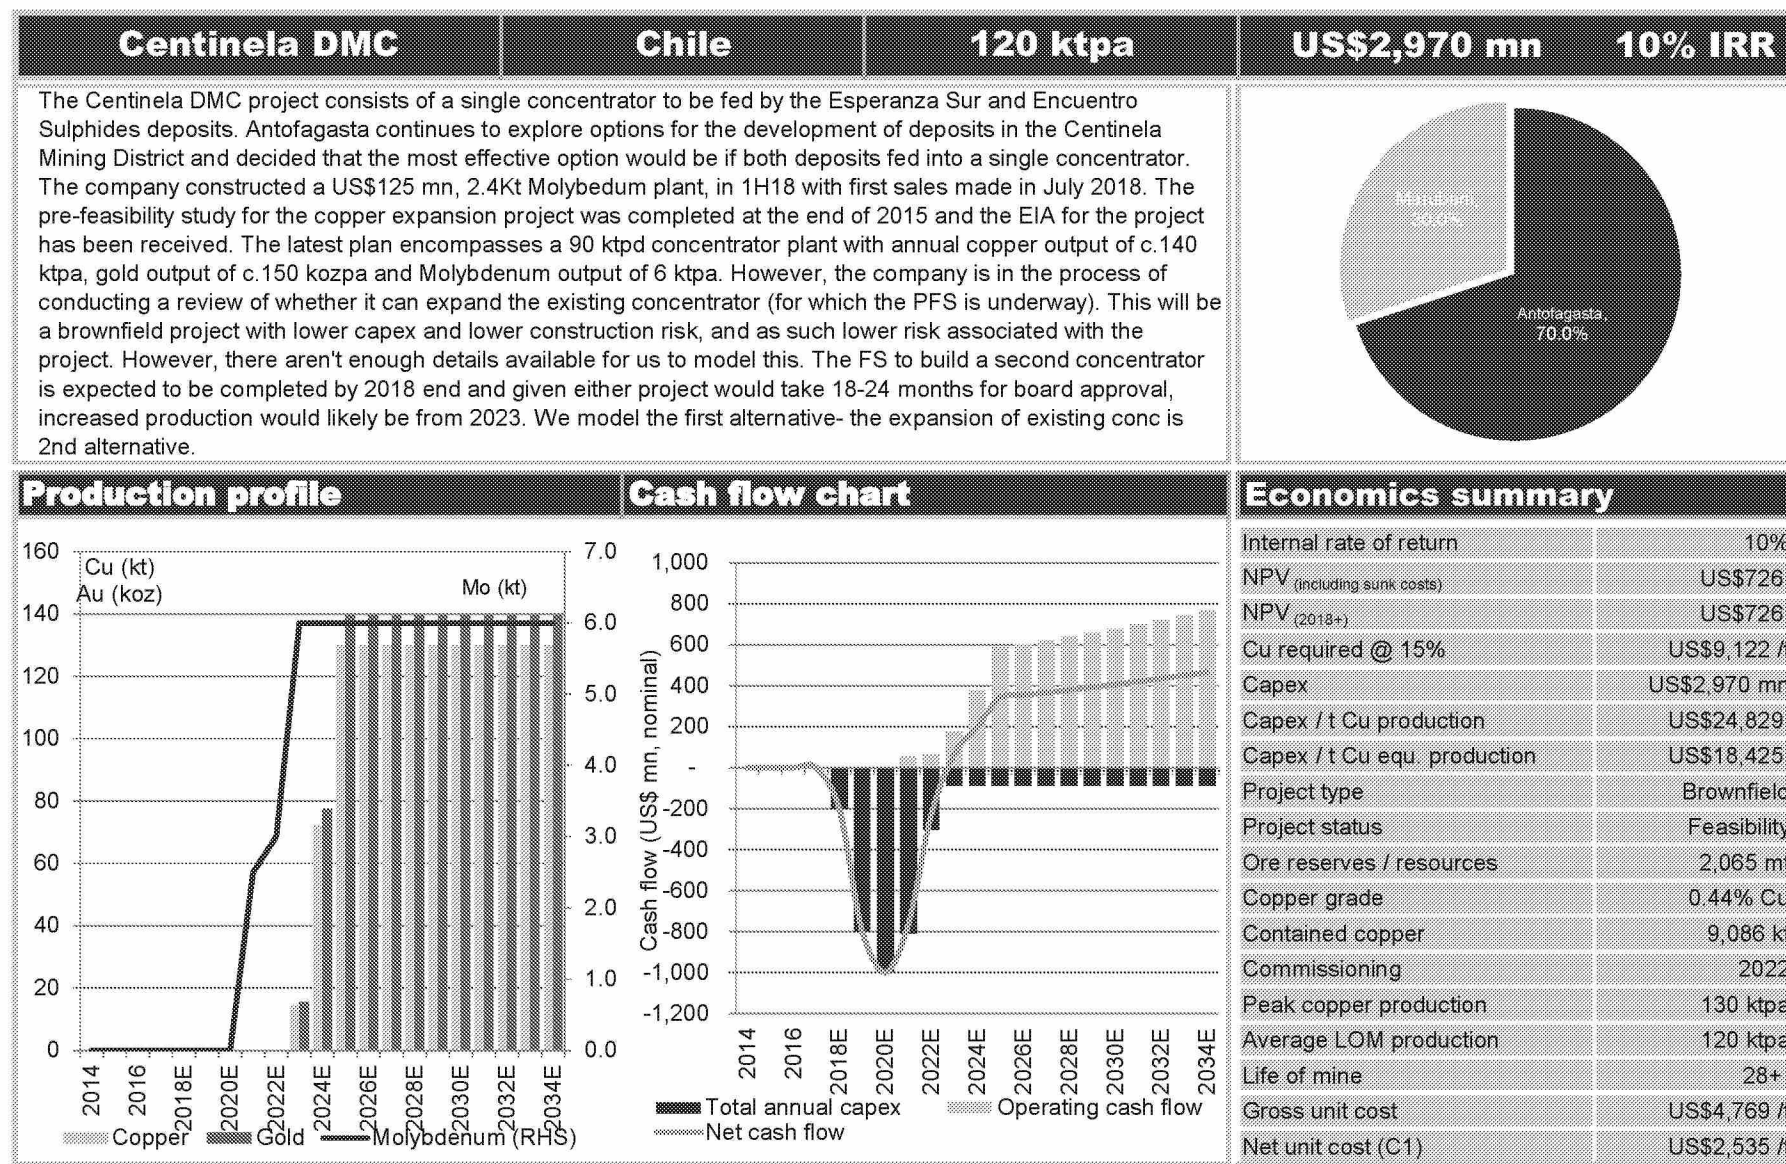 Centinela DMC Chile 120 ktpa US$2,970 mn 10% IRR
The Centinela DMC project consists of a single concentrator to be fed by the Esperanza Sur and Encuentro
Sulphides deposits. Antofagasta continues to explore options for the development of deposits in the Centinela
Mining District and decided that the most effective option would be if both deposits fed into a single concentrator.
The company constructed a US$125 mn, 2.4Kt Molybedum plant, in 1H18 with first sales made in July 2018. The
pre-feasibility study for the copper expansion project was completed at the end of 2015 and the EIA for the project
has been received. The latest plan encompasses a 90 ktpd concentrator plant with annual copper output of c.140
ktpa, gold output of c.150 kozpa and Molybdenum output of 6 ktpa. However, the company is in the process of
conducting a review of whether it can expand the existing concentrator (for which the PFS is underway). This will be
a brownfield project with lower capex and lower construction risk, and as such lower risk associated with the
project. However, there aren't enough details available for us to model this. The FS to build a second concentrator
is expected to be completed by 2018 end and given either project would take 18-24 months for board approval,
increased production would likely be from 2023. We model the first alternative- the expansion of existing conc is
2nd alternative.
Marubeni,
30.0%
Antofagasta,
70.0%
Production profile
Cu (kt)
Au (koz)
Mo (kt)
160
140
120
100
80
60
40
20
0
7.0
6.0
5.0
4.0
3.0
2.0
1.0
0.0
2014 2016 2018E 2020E 2022E 2024E 2026E 2028E 2030E 2032E 2034E
Copper Gold Molybdenum (RHS)
Cash flow chart
Cash flow (US$ mn, nominal)
1,000
800
600
400
200
-
-200
-400
-600
-800
-1,000
-1,200
2014 2016 2018E 2020E 2022E 2024E 2026E 2028E 2030E 2032E 2034E
Total annual capex Operating cash flow
Net cash flow
Economics summary
Internal rate of return 10%
NPV (including sunk costs) US$726
NPV (2018+) US$726
Cu required @ 15% US$9,122 /t
Capex US$2,970 mn
Capex / t Cu production US$24,829
Capex / t Cu equ. production US$18,425
Project type Brownfield
Project status Feasibility
Ore reserves / resources 2,065 mt
Copper grade 0.44% Cu
Contained copper 9,086 kt
Commissioning 2022
Peak copper production 130 ktpa
Average LOM production 120 ktpa
Life of mine 28+
Gross unit cost US$4,769 /t
Net unit cost (C1) US$2,535 /t